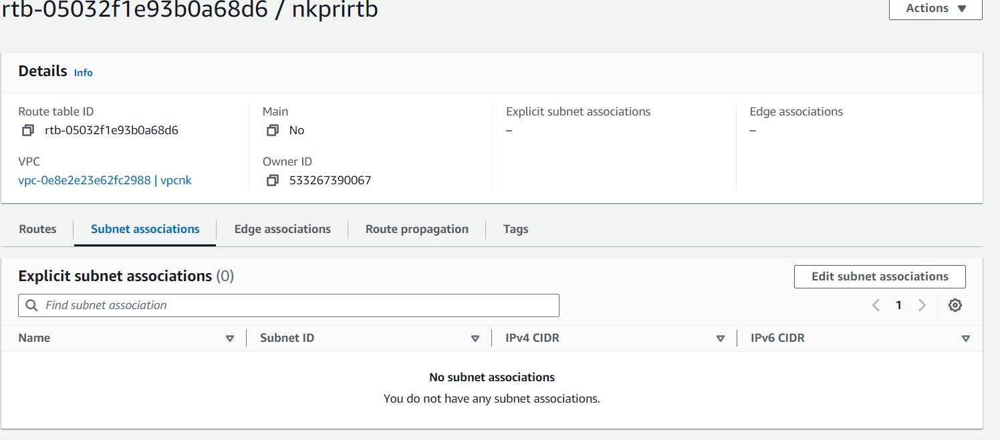 rtb-05032f1e93b0a68d6 / nkprirtb
Actions
Details Info
Route table ID
rtb-05032f1e93b0a68d6
Main
No
Explicit subnet associations
–
Edge associations
–
VPC
vpc-0e8e2e23e62fc2988 | vpcnk
Owner ID
533267390067
Routes
Subnet associations
Edge associations
Route propagation
Tags
Explicit subnet associations (0)
Edit subnet associations
Find subnet association
1
Name
Subnet ID
IPv4 CIDR
IPv6 CIDR
No subnet associations
You do not have any subnet associations.